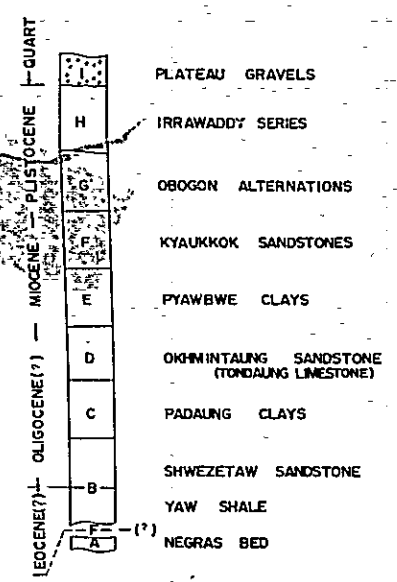 QUART
I PLATEAU GRAVELS
PLISTOCENE
H IRRAWADDY SERIES
G OBOGON ALTERNATIONS
MIOCENE
F KYAUKKOK SANDSTONES
E PYAWBWE CLAYS
D OKHMINTAUNG SANDSTONE
(TONDAUNG LIMESTONE)
OLIGOCENE(?)
C PADAUNG CLAYS
SHWEZETAW SANDSTONE
B
YAW SHALE
EOCENE(?)
F (?)
A NEGRAS BED